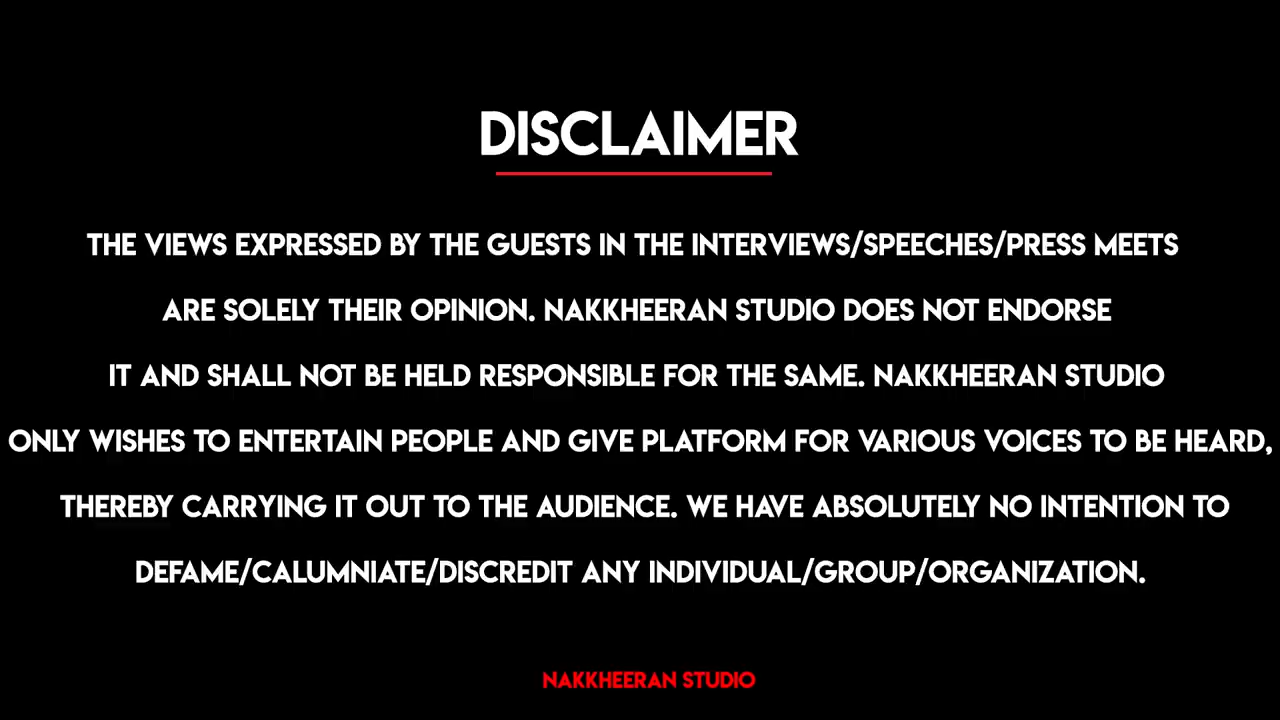 DISCLAIMER
THE VIEWS EXPRESSED BY THE GUESTS IN THE INTERVIEWS/SPEECHES/PRESS MEETS
ARE SOLELY THEIR OPINION. NAKKHEERAN STUDIO DOES NOT ENDORSE
IT AND SHALL NOT BE HELD RESPONSIBLE FOR THE SAME. NAKKHEERAN STUDIO
ONLY WISHES TO ENTERTAIN PEOPLE AND GIVE PLATFORM FOR VARIOUS VOICES TO BE HEARD,
THEREBY CARRYING IT OUT TO THE AUDIENCE. WE HAVE ABSOLUTELY NO INTENTION TO
DEFAME/CALUMNIATE/DISCREDIT ANY INDIVIDUAL/GROUP/ORGANIZATION.
NAKKHEERAN STUDIO